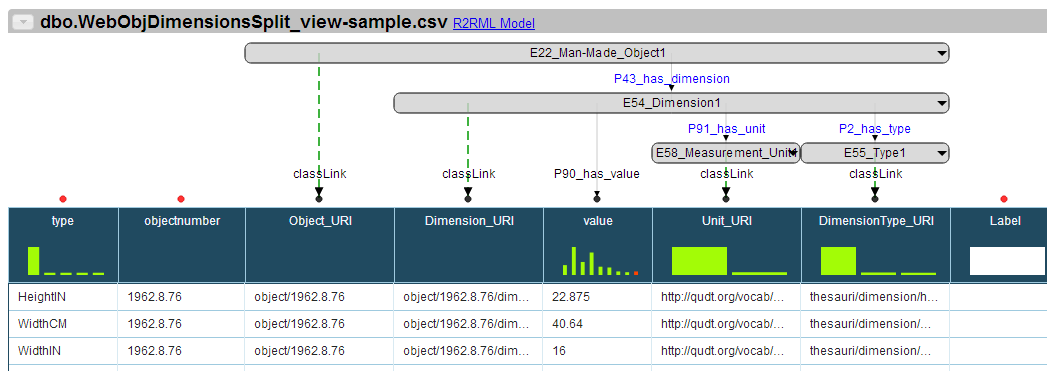 dbo.WebObjDimensionsSplit_view-sample.csv R2RML Model
E22_Man-Made_Object1
P43_has_dimension
E54_Dimension1
P91_has_unit P2_has_type
E58_Measurement_Unit1 E55_Type1
classLink classLink P90_has_value classLink classLink
type objectnumber Object_URI Dimension_URI value Unit_URI DimensionType_URI Label
HeightIN 1962.8.76 object/1962.8.76 object/1962.8.76/dim... 22.875 http://qudt.org/vocab/... thesauri/dimension/h...
WidthCM 1962.8.76 object/1962.8.76 object/1962.8.76/dim... 40.64 http://qudt.org/vocab/... thesauri/dimension/...
WidthIN 1962.8.76 object/1962.8.76 object/1962.8.76/dim... 16 http://qudt.org/vocab/... thesauri/dimension/...